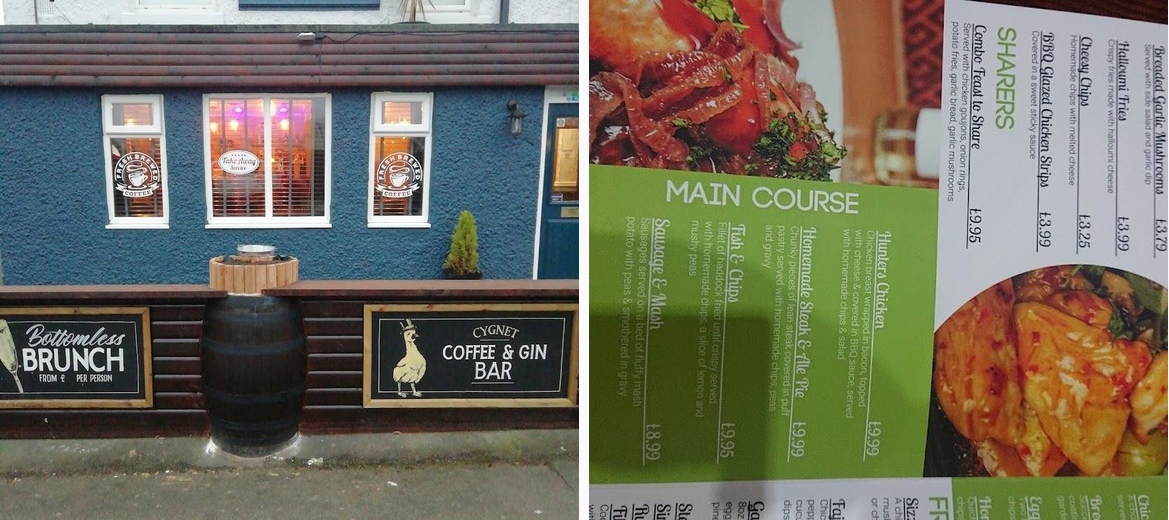 FRESH BREWED
COFFEE
Take Away
Service
FRESH BREWED
COFFEE
Bottomless
BRUNCH
FROM £ PER PERSON
CYGNET
COFFEE & GIN
BAR
Breaded Garlic Mushrooms £3.79
Served with side salad and garlic dip
Halloumi Fries £3.99
Crispy fries made with halloumi cheese
Cheesy Chips £3.25
Homemade chips with melted cheese
BBQ Glazed Chicken Strips £3.99
Covered in a sweet sticky sauce
SHARERS
Combo Feast to Share £9.95
Served with chicken goujons, onion rings,
potato fries, garlic bread, garlic mushrooms
MAIN COURSE
Hunters Chicken £9.99
Chicken breast wrapped in bacon, topped
with cheese & covered in BBQ sauce, served
with homemade chips & salad
Homemade Steak & Ale Pie £9.99
Chunky pieces of lean steak covered in puff
pastry served with homemade chips, peas
and gravy
Fish & Chips £9.95
Fillet of haddock fried until crispy served
with homemade chips, a slice of lemon and
mushy peas
Sausage & Mash £8.99
Sausages served on a bed of fluffy mash
potato with peas & smothered in gravy